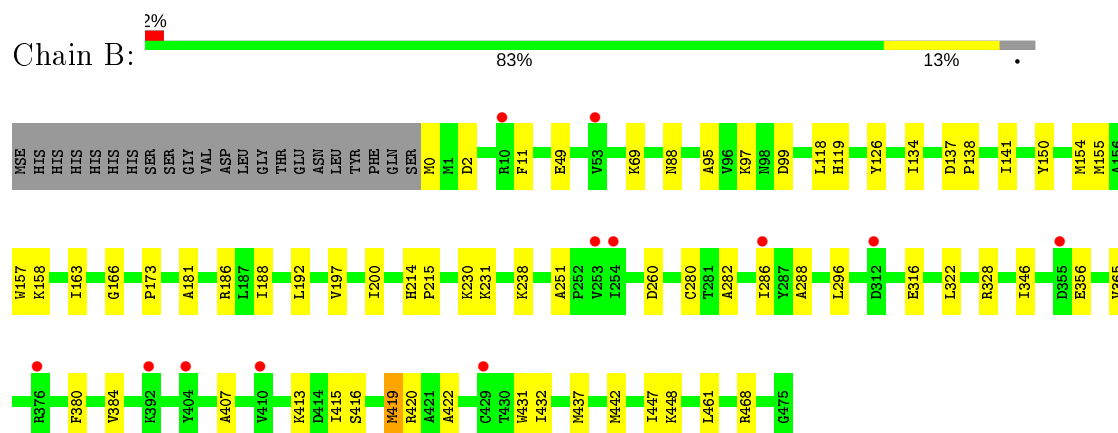 2%
Chain B:
83% 13% •
MSE HIS HIS HIS HIS HIS HIS SER SER GLY VAL ASP LEU GLY THR GLU ASN LEU TYR PHE GLN SER M0 M1 D2 R10 F11 E49 V53 K69 N88 A95 V96 K97 N98 D99 L118 H119 Y126 I134 D137 P138 I141 Y150 M154 M155 A156
W157 K158 I163 G166 P173 A181 R186 L187 I188 L192 V197 I200 H214 P215 K230 K231 K238 A251 P252 V253 I254 D260 C280 T281 A282 I286 Y287 A288 L296 D312 E316 L322 R328 I346 D355 E356 V365
R376 F380 V384 K392 Y404 A407 V410 K413 D414 I415 S416 M419 R420 A421 A422 C429 T430 W431 I432 M437 M442 I447 K448 L461 R468 G475